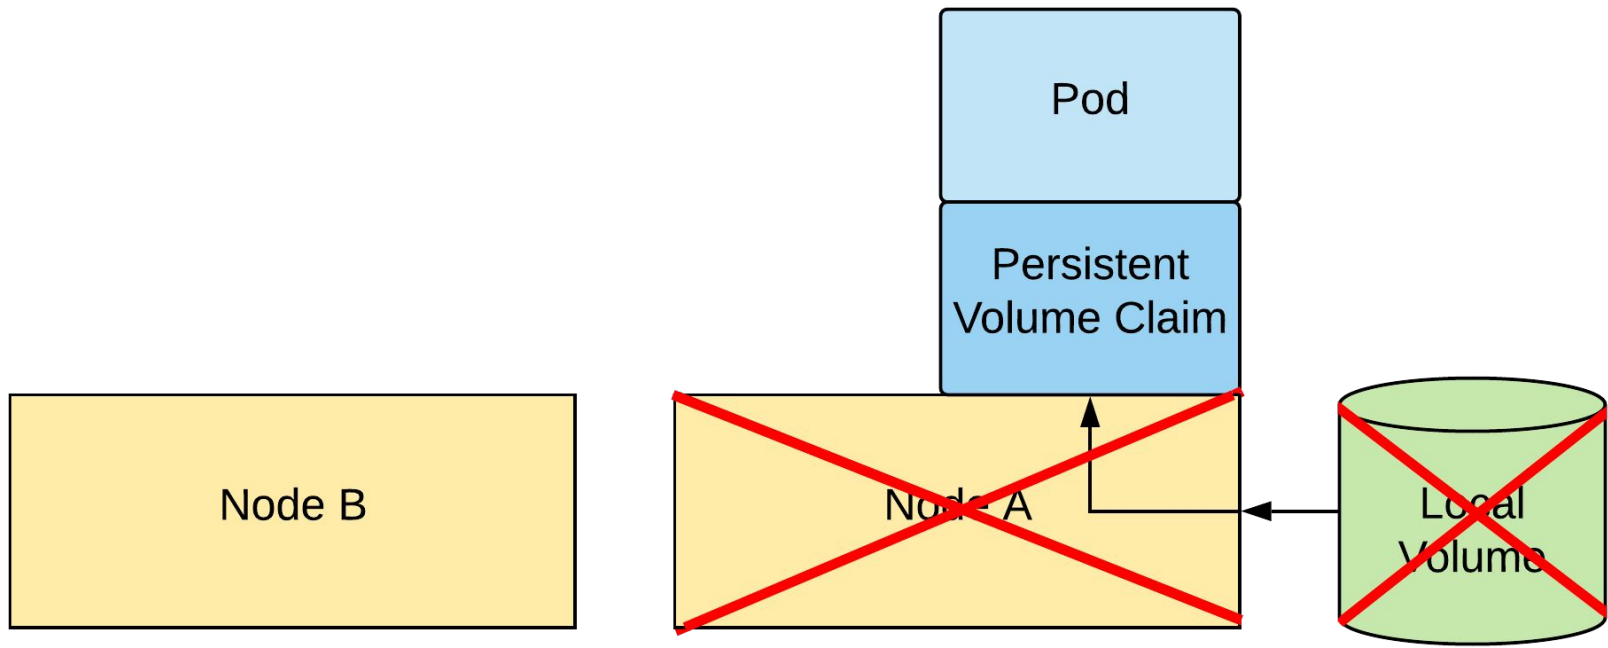 Pod
Persistent
Volume Claim
Node B
Node A
Local
Volume